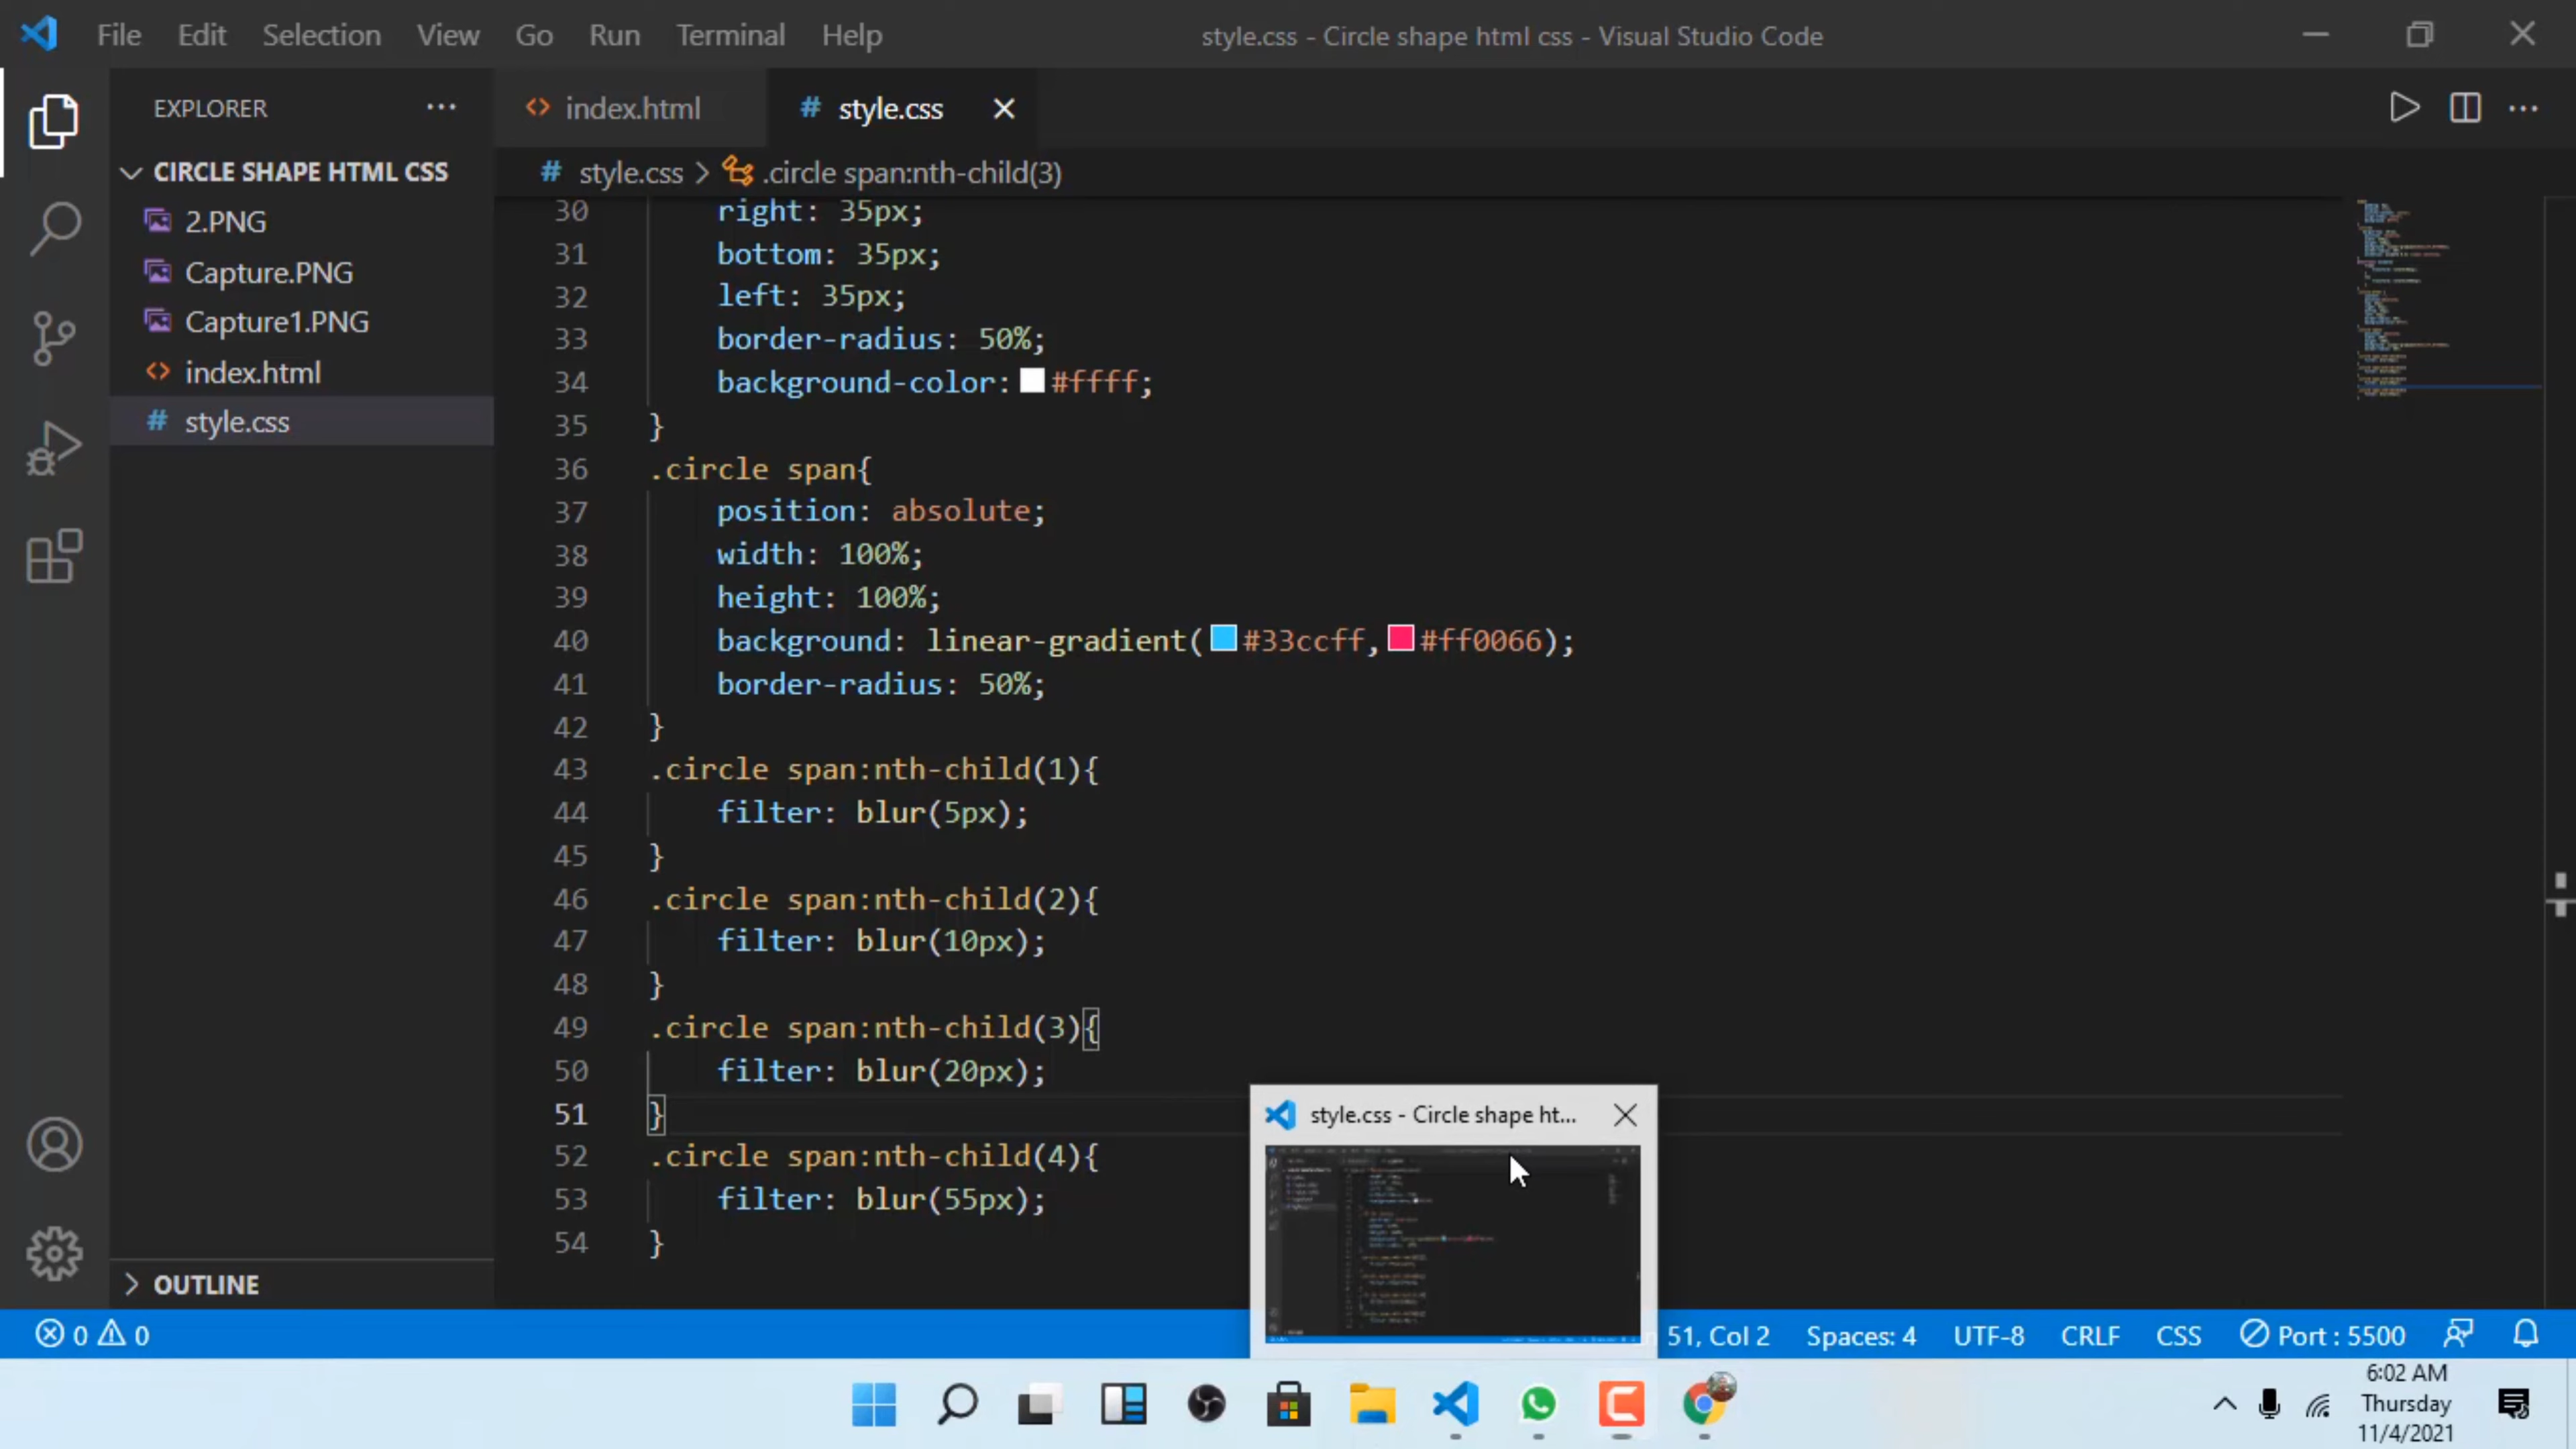 File Edit Selection View Go Run Terminal Help
style.css - Circle shape html css - Visual Studio Code
EXPLORER
index.html
style.css
CIRCLE SHAPE HTML CSS
2.PNG
Capture.PNG
Capture1.PNG
index.html
style.css
OUTLINE
style.css > .circle span:nth-child(3)
30 right: 35px;
31 bottom: 35px;
32 left: 35px;
33 border-radius: 50%;
34 background-color: #ffff;
35 }
36 .circle span{
37 position: absolute;
38 width: 100%;
39 height: 100%;
40 background: linear-gradient(#33ccff,#ff0066);
41 border-radius: 50%;
42 }
43 .circle span:nth-child(1){
44 filter: blur(5px);
45 }
46 .circle span:nth-child(2){
47 filter: blur(10px);
48 }
49 .circle span:nth-child(3){
50 filter: blur(20px);
51 }
52 .circle span:nth-child(4){
53 filter: blur(55px);
54 }
style.css - Circle shape ht...
0 0
51, Col 2 Spaces: 4 UTF-8 CRLF CSS Port : 5500
6:02 AM
Thursday
11/4/2021